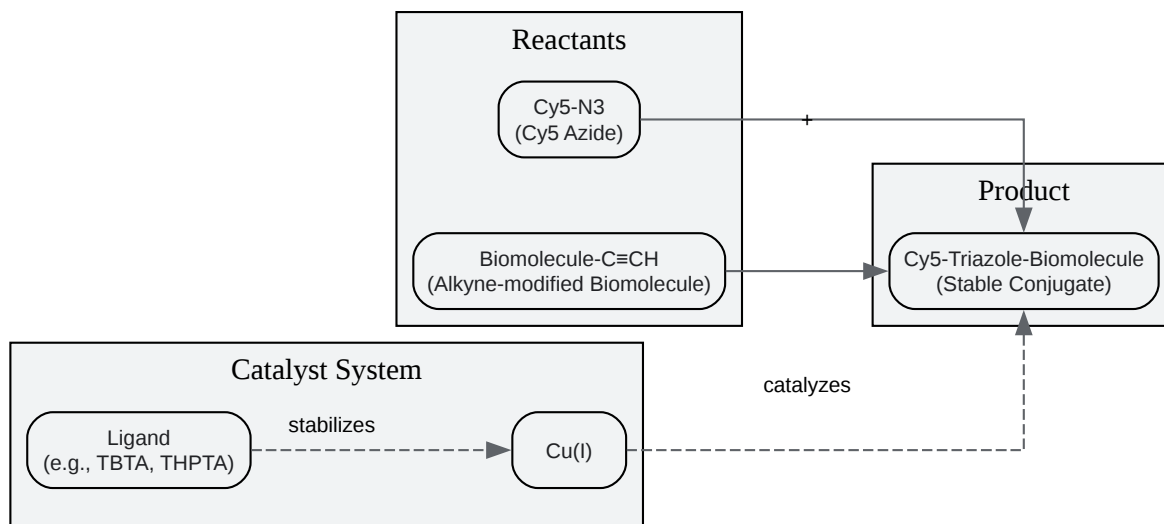 Reactants
Cy5-N3
(Cy5 Azide)
+
Product
Biomolecule-C≡CH
(Alkyne-modified Biomolecule)
Cy5-Triazole-Biomolecule
(Stable Conjugate)
Catalyst System
catalyzes
Ligand
(e.g., TBTA, THPTA)
stabilizes
Cu(I)